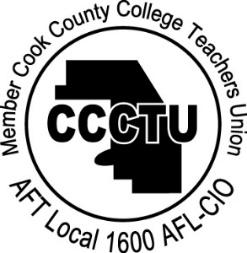 Member Cook County College Teachers Union
CCCTU
AFT Local 1600 AFL-CIO